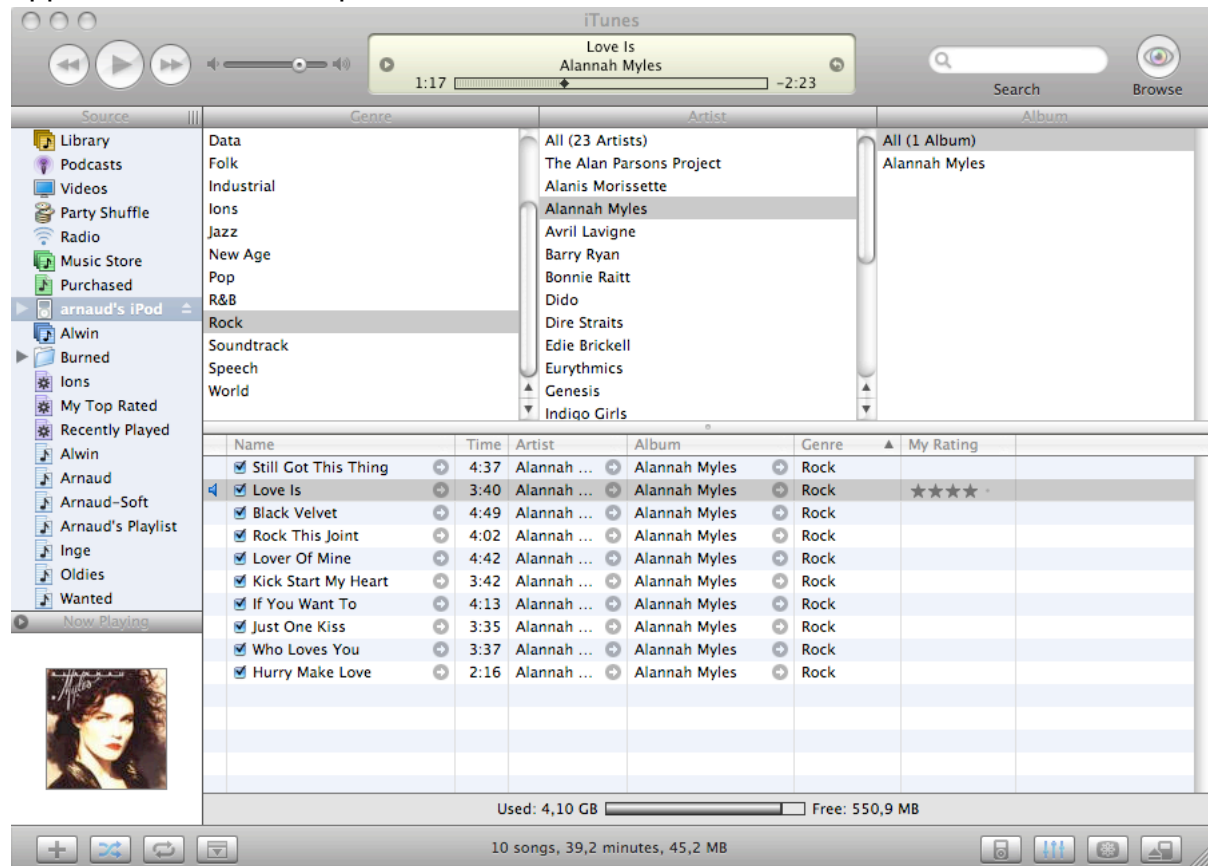 iTunes
Love Is
Alannah Myles
1:17 -2:23
Search Browse
Source Genre Artist Album
Library
Podcasts
Videos
Party Shuffle
Radio
Music Store
Purchased
arnaud's iPod
Alwin
Burned
Ions
My Top Rated
Recently Played
Alwin
Arnaud
Arnaud-Soft
Arnaud's Playlist
Inge
Oldies
Wanted
Now Playing
Data
Folk
Industrial
Ions
Jazz
New Age
Pop
R&B
Rock
Soundtrack
Speech
World
All (23 Artists)
The Alan Parsons Project
Alanis Morissette
Alannah Myles
Avril Lavigne
Barry Ryan
Bonnie Raitt
Dido
Dire Straits
Edie Brickell
Eurythmics
Genesis
Indigo Girls
All (1 Album)
Alannah Myles
Name Time Artist Album Genre My Rating
Still Got This Thing 4:37 Alannah ... Alannah Myles Rock
Love Is 3:40 Alannah ... Alannah Myles Rock ★★★★
Black Velvet 4:49 Alannah ... Alannah Myles Rock
Rock This Joint 4:02 Alannah ... Alannah Myles Rock
Lover Of Mine 4:42 Alannah ... Alannah Myles Rock
Kick Start My Heart 3:42 Alannah ... Alannah Myles Rock
If You Want To 4:13 Alannah ... Alannah Myles Rock
Just One Kiss 3:35 Alannah ... Alannah Myles Rock
Who Loves You 3:37 Alannah ... Alannah Myles Rock
Hurry Make Love 2:16 Alannah ... Alannah Myles Rock
Myles
Used: 4,10 GB Free: 550,9 MB
10 songs, 39,2 minutes, 45,2 MB